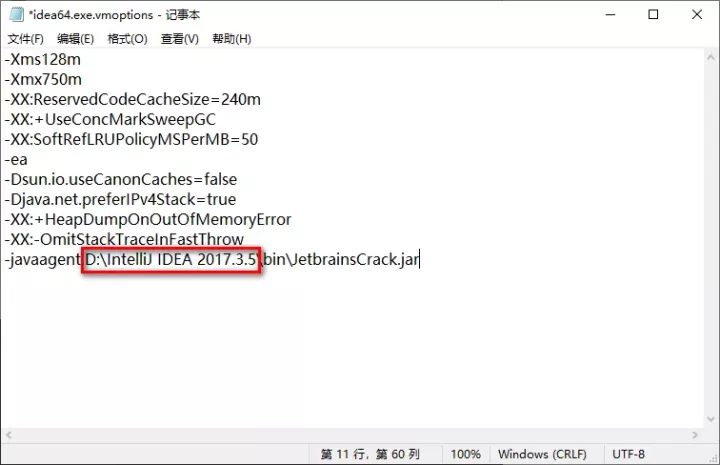 *idea64.exe.vmoptions - 记事本
文件(F) 编辑(E) 格式(O) 查看(V) 帮助(H)
-Xms128m
-Xmx750m
-XX:ReservedCodeCacheSize=240m
-XX:+UseConcMarkSweepGC
-XX:SoftRefLRUPolicyMSPerMB=50
-ea
-Dsun.io.useCanonCaches=false
-Djava.net.preferIPv4Stack=true
-XX:+HeapDumpOnOutOfMemoryError
-XX:-OmitStackTraceInFastThrow
-javaagent:D:\IntelliJ IDEA 2017.3.5\bin\JetbrainsCrack.jar
第 11 行，第 60 列 100% Windows (CRLF) UTF-8